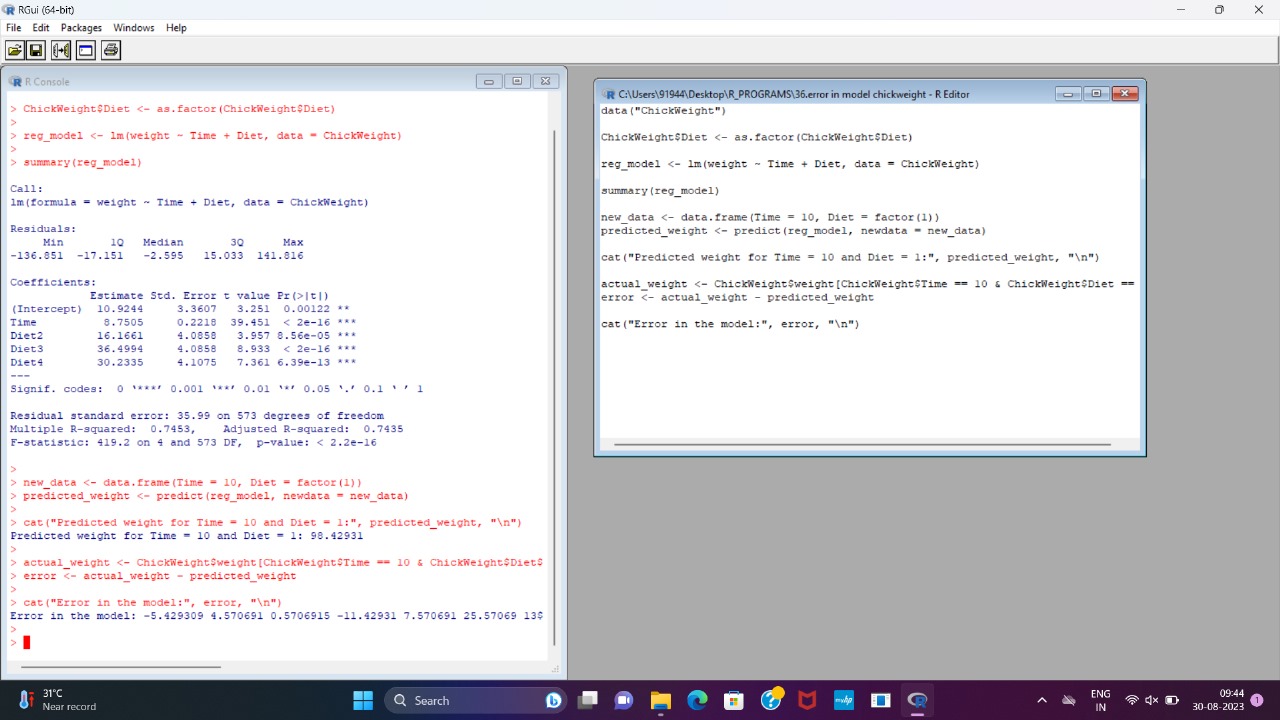 RGui (64-bit)
File Edit Packages Windows Help
R Console
> ChickWeight$Diet <- as.factor(ChickWeight$Diet)
>
> reg_model <- lm(weight ~ Time + Diet, data = ChickWeight)
>
> summary(reg_model)
Call:
lm(formula = weight ~ Time + Diet, data = ChickWeight)
Residuals:
Min 1Q Median 3Q Max
-136.851 -17.151 -2.595 15.033 141.816
Coefficients:
Estimate Std. Error t value Pr(>|t|)
(Intercept) 10.9244 3.3607 3.251 0.00122 **
Time 8.7505 0.2218 39.451 < 2e-16 ***
Diet2 16.1661 4.0858 3.957 8.56e-05 ***
Diet3 36.4994 4.0858 8.933 < 2e-16 ***
Diet4 30.2335 4.1075 7.361 6.39e-13 ***
---
Signif. codes: 0 ‘***’ 0.001 ‘**’ 0.01 ‘*’ 0.05 ‘.’ 0.1 ‘ ’ 1
Residual standard error: 35.99 on 573 degrees of freedom
Multiple R-squared: 0.7453, Adjusted R-squared: 0.7435
F-statistic: 419.2 on 4 and 573 DF, p-value: < 2.2e-16
>
> new_data <- data.frame(Time = 10, Diet = factor(1))
> predicted_weight <- predict(reg_model, newdata = new_data)
>
> cat("Predicted weight for Time = 10 and Diet = 1:", predicted_weight, "\n")
Predicted weight for Time = 10 and Diet = 1: 98.42931
>
> actual_weight <- ChickWeight$weight[ChickWeight$Time == 10 & ChickWeight$Diet$
> error <- actual_weight - predicted_weight
>
> cat("Error in the model:", error, "\n")
Error in the model: -5.429309 4.570691 0.5706915 -11.42931 7.570691 25.57069 13$
>
>
C:\Users\91944\Desktop\R_PROGRAMS\36.error in model chickweight - R Editor
data("ChickWeight")
ChickWeight$Diet <- as.factor(ChickWeight$Diet)
reg_model <- lm(weight ~ Time + Diet, data = ChickWeight)
summary(reg_model)
new_data <- data.frame(Time = 10, Diet = factor(1))
predicted_weight <- predict(reg_model, newdata = new_data)
cat("Predicted weight for Time = 10 and Diet = 1:", predicted_weight, "\n")
actual_weight <- ChickWeight$weight[ChickWeight$Time == 10 & ChickWeight$Diet ==
error <- actual_weight - predicted_weight
cat("Error in the model:", error, "\n")
31°C
Near record
Search
ENG
IN
09:44
30-08-2023
1